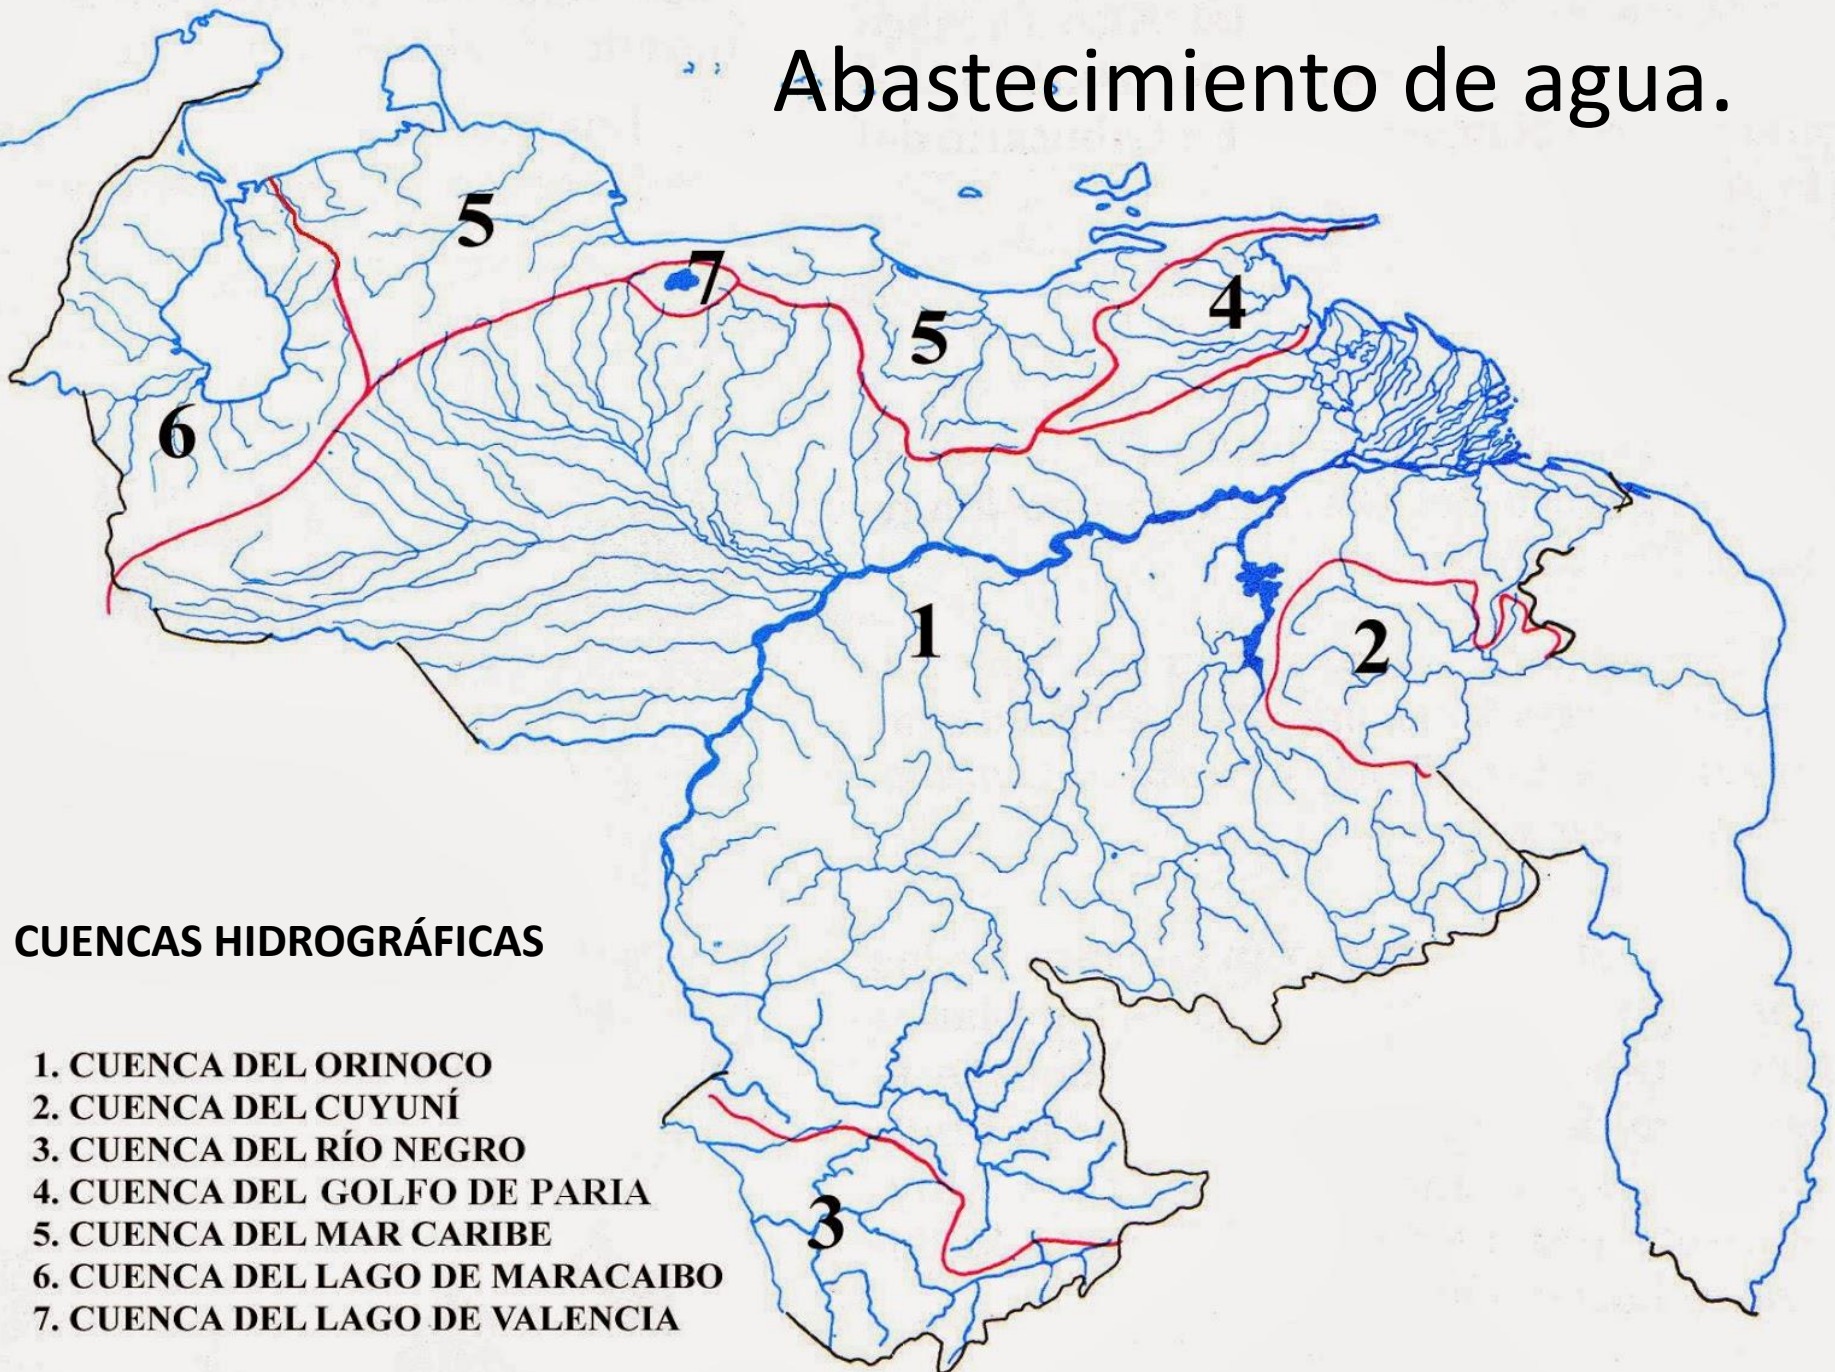 Abastecimiento de agua.
5
7
4
5
6
1
2
3
CUENCAS HIDROGRÁFICAS
1. CUENCA DEL ORINOCO
2. CUENCA DEL CUYUNÍ
3. CUENCA DEL RÍO NEGRO
4. CUENCA DEL GOLFO DE PARIA
5. CUENCA DEL MAR CARIBE
6. CUENCA DEL LAGO DE MARACAIBO
7. CUENCA DEL LAGO DE VALENCIA